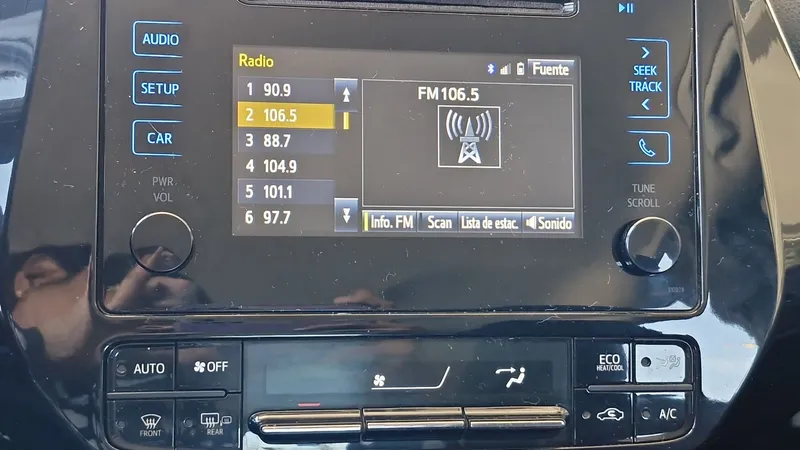 AUDIO
SETUP
CAR
PWR
VOL
Radio
Fuente
1 90.9
2 106.5
3 88.7
4 104.9
5 101.1
6 97.7
FM 106.5
Info. FM
Scan
Lista de estac.
Sonido
SEEK
TRACK
TUNE
SCROLL
AUTO
OFF
FRONT
REAR
ECO
HEAT/COOL
A/C